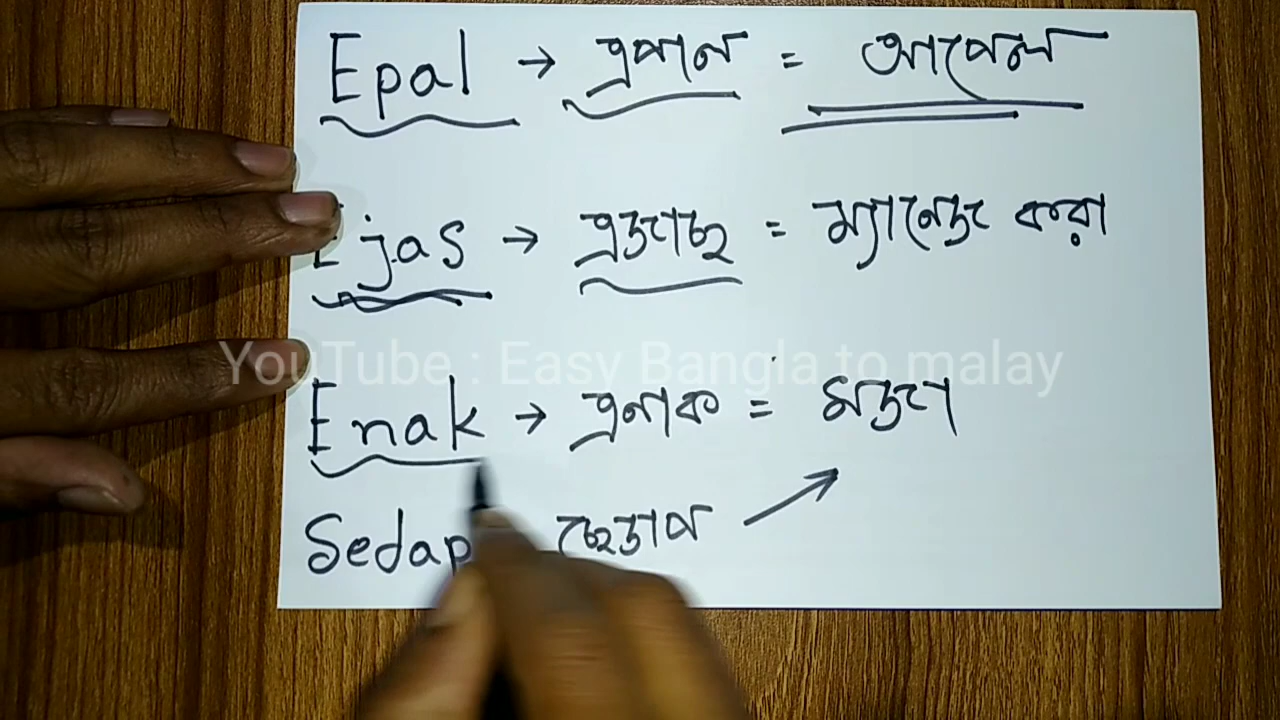 Epal → এপাল = আপেল
Ejas → এজাছ = ম্যানেজ করা
YouTube : Easy Bangla to malay
Enak → এনাক = মজা
Sedap ছেডাপ